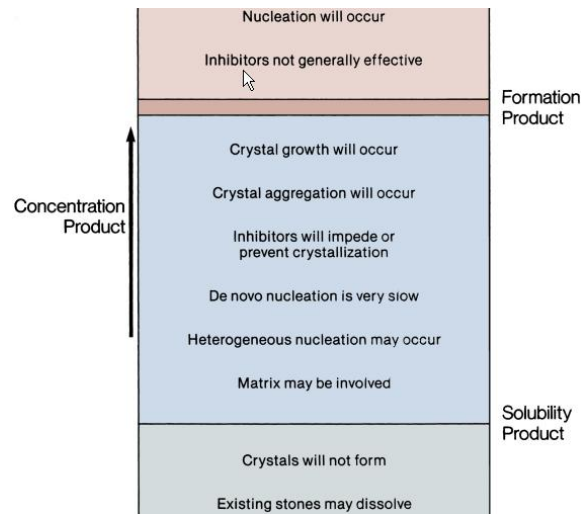 Nucleation will occur
Inhibitors not generally effective
Formation
Product
Crystal growth will occur
Crystal aggregation will occur
Concentration
Product
Inhibitors will impede or
prevent crystallization
De novo nucleation is very slow
Heterogeneous nucleation may occur
Matrix may be involved
Solubility
Product
Crystals will not form
Existing stones may dissolve